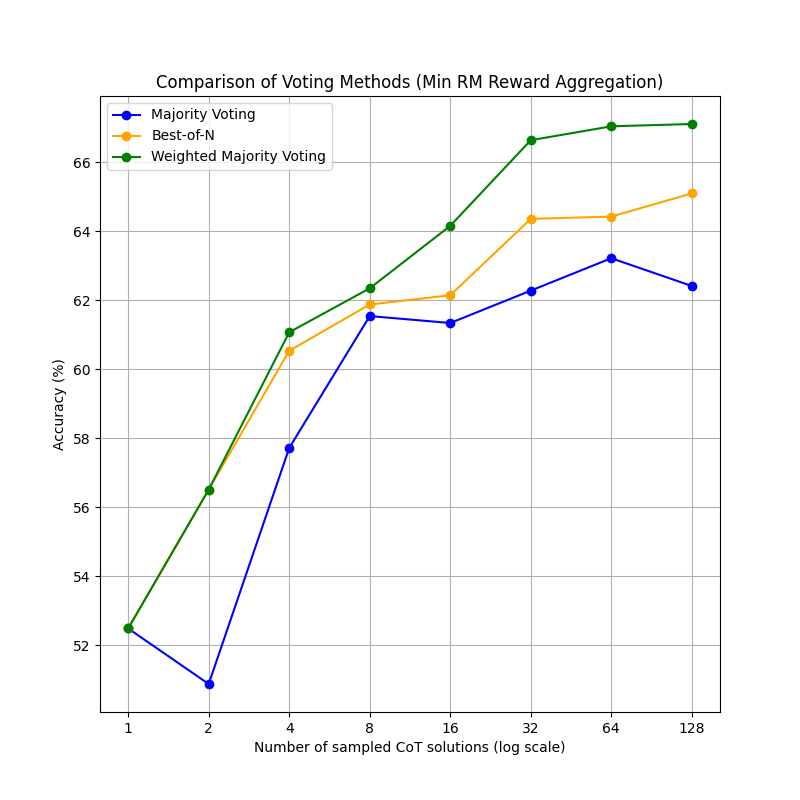 Comparison of Voting Methods (Min RM Reward Aggregation)
Majority Voting
Best-of-N
Weighted Majority Voting
66
64
62
60
58
56
54
52
Accuracy (%)
1 2 4 8 16 32 64 128
Number of sampled CoT solutions (log scale)